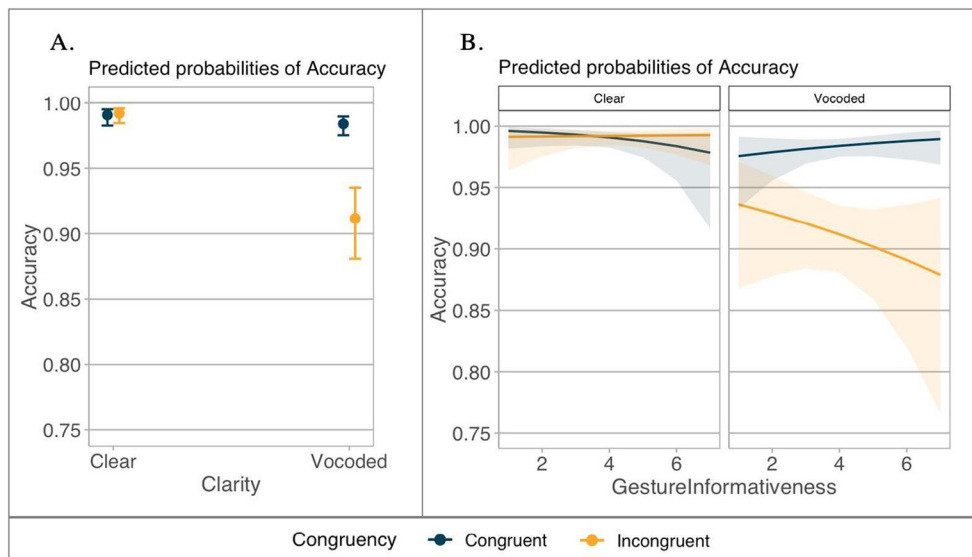 A.
Predicted probabilities of Accuracy
1.00
0.95
0.90
0.85
0.80
0.75
Accuracy
Clear Vocoded
Clarity
B.
Predicted probabilities of Accuracy
Clear Vocoded
1.00
0.95
0.90
0.85
0.80
0.75
Accuracy
2 4 6 2 4 6
GestureInformativeness
Congruency Congruent Incongruent